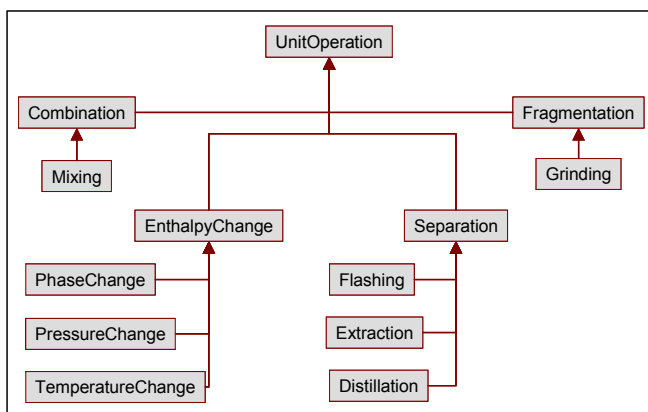 UnitOperation
Combination
Fragmentation
Mixing
Grinding
EnthalpyChange
Separation
PhaseChange
Flashing
PressureChange
Extraction
TemperatureChange
Distillation